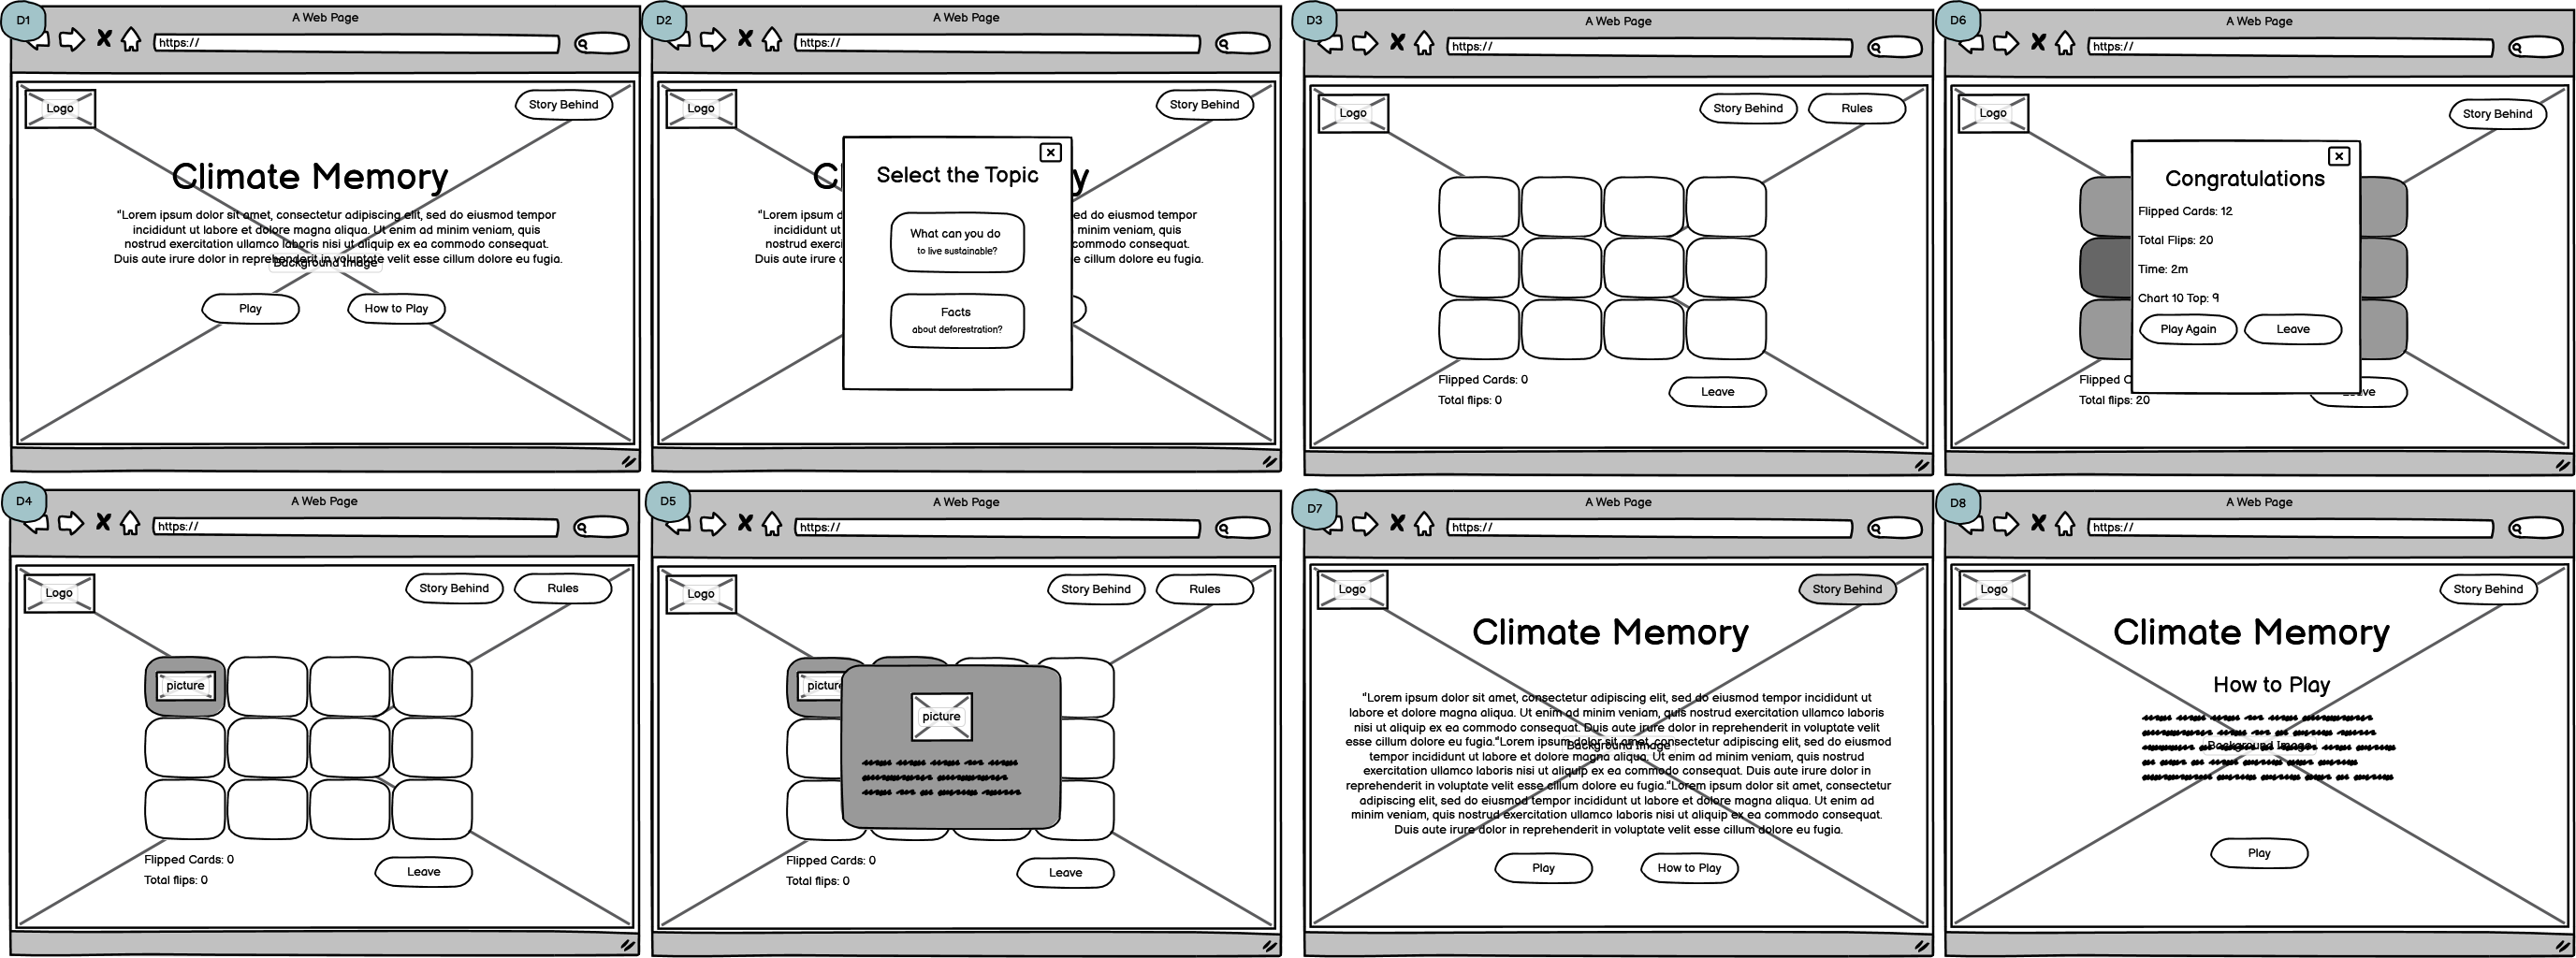 D1
A Web Page
https://
Logo
Story Behind
Climate Memory
“Lorem ipsum dolor sit amet, consectetur adipiscing elit, sed do eiusmod tempor
incididunt ut labore et dolore magna aliqua. Ut enim ad minim veniam, quis
nostrud exercitation ullamco laboris nisi ut aliquip ex ea commodo consequat.
Duis aute irure dolor in reprehenderit in voluptate velit esse cillum dolore eu fugia.
Background Image
Play
How to Play
D2
A Web Page
https://
Logo
Story Behind
C
y
Select the Topic
“Lorem ipsum d
ed do eiusmod tempor
incididunt ut
minim veniam, quis
nostrud exerci
commodo consequat.
Duis aute irure
e cillum dolore eu fugia.
What can you do
to live sustainable?
Facts
about deforestration?
D3
A Web Page
https://
Logo
Story Behind
Rules
Flipped Cards: 0
Total flips: 0
Leave
D6
A Web Page
https://
Logo
Story Behind
Congratulations
Flipped Cards: 12
Total Flips: 20
Time: 2m
Chart 10 Top: 9
Play Again
Leave
Flipped C
Total flips: 20
ve
D4
A Web Page
https://
Logo
Story Behind
Rules
picture
Flipped Cards: 0
Total flips: 0
Leave
D5
A Web Page
https://
Logo
Story Behind
Rules
picture
picture
Flipped Cards: 0
Total flips: 0
Leave
D7
A Web Page
https://
Logo
Story Behind
Climate Memory
“Lorem ipsum dolor sit amet, consectetur adipiscing elit, sed do eiusmod tempor incididunt ut
labore et dolore magna aliqua. Ut enim ad minim veniam, quis nostrud exercitation ullamco laboris
nisi ut aliquip ex ea commodo consequat. Duis aute irure dolor in reprehenderit in voluptate velit
esse cillum dolore eu fugia.“Lorem ipsum dolor sit amet, consectetur adipiscing elit, sed do eiusmod
Background Image
tempor incididunt ut labore et dolore magna aliqua. Ut enim ad minim veniam, quis nostrud
exercitation ullamco laboris nisi ut aliquip ex ea commodo consequat. Duis aute irure dolor in
reprehenderit in voluptate velit esse cillum dolore eu fugia.“Lorem ipsum dolor sit amet, consectetur
adipiscing elit, sed do eiusmod tempor incididunt ut labore et dolore magna aliqua. Ut enim ad
minim veniam, quis nostrud exercitation ullamco laboris nisi ut aliquip ex ea commodo consequat.
Duis aute irure dolor in reprehenderit in voluptate velit esse cillum dolore eu fugia.
Play
How to Play
D8
A Web Page
https://
Logo
Story Behind
Climate Memory
How to Play
Background Image
Play